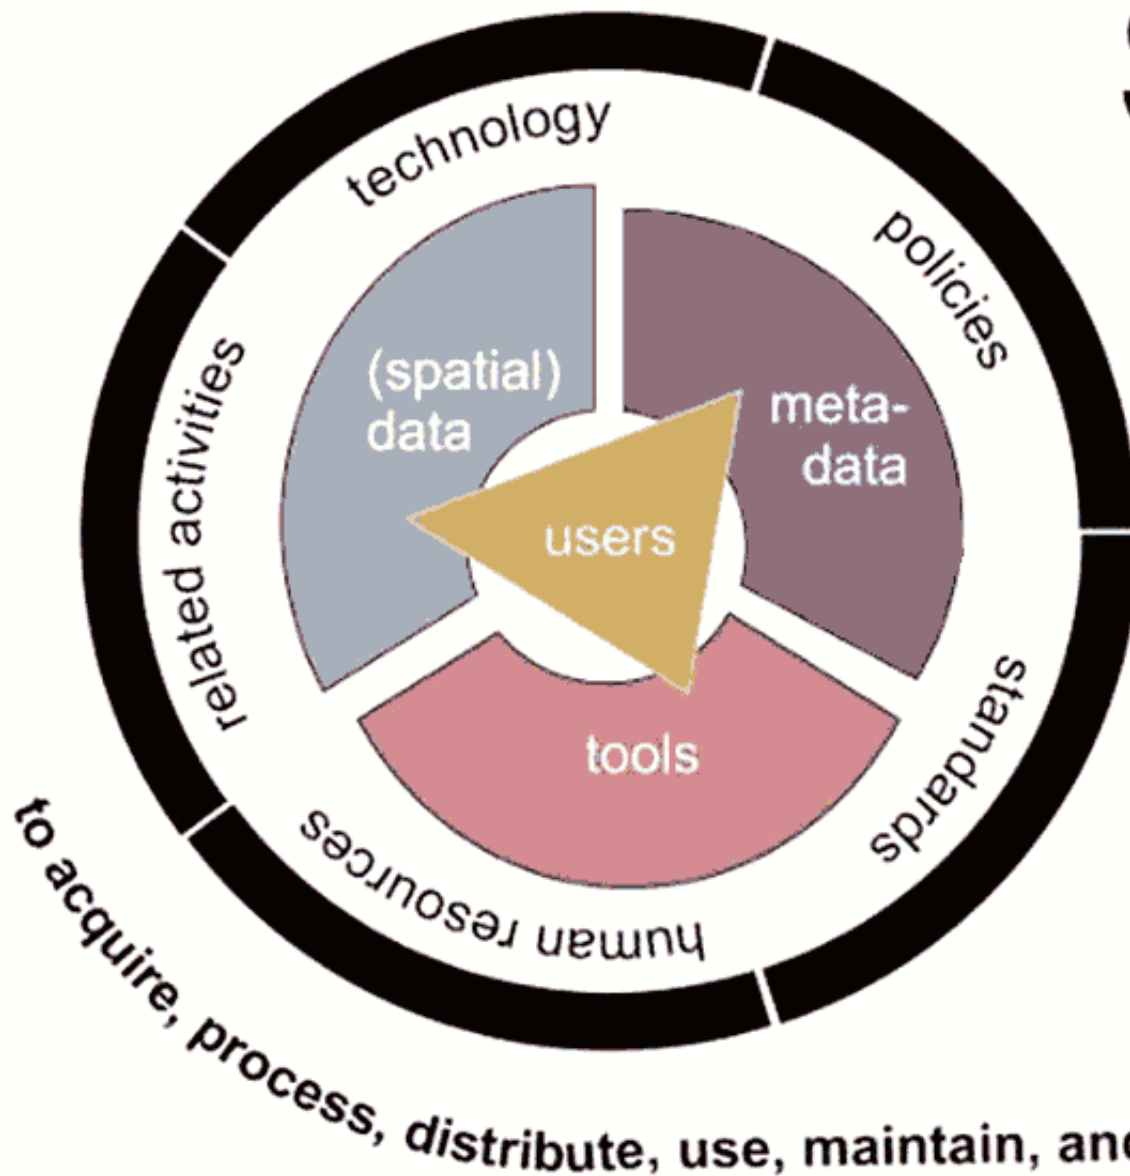 technology
policies
(spatial)
data
meta-
data
related activities
users
tools
standards
human resources
to acquire, process, distribute, use, maintain, and